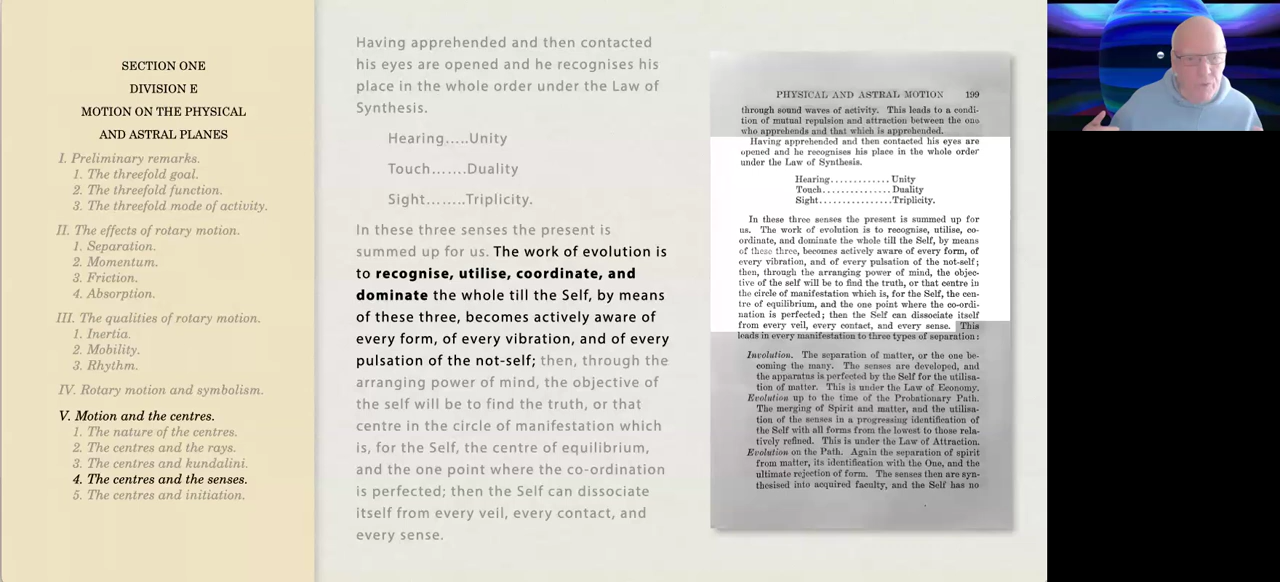 SECTION ONE
DIVISION E
MOTION ON THE PHYSICAL
AND ASTRAL PLANES
I. Preliminary remarks.
1. The threefold goal.
2. The threefold function.
3. The threefold mode of activity.
II. The effects of rotary motion.
1. Separation.
2. Momentum.
3. Friction.
4. Absorption.
III. The qualities of rotary motion.
1. Inertia.
2. Mobility.
3. Rhythm.
IV. Rotary motion and symbolism.
V. Motion and the centres.
1. The nature of the centres.
2. The centres and the rays.
3. The centres and kundalini.
4. The centres and the senses.
5. The centres and initiation.
Having apprehended and then contacted
his eyes are opened and he recognises his
place in the whole order under the Law of
Synthesis.
Hearing.....Unity
Touch.......Duality
Sight........Triplicity.
In these three senses the present is
summed up for us. The work of evolution is
to recognise, utilise, coordinate, and
dominate the whole till the Self, by means
of these three, becomes actively aware of
every form, of every vibration, and of every
pulsation of the not-self; then, through the
arranging power of mind, the objective of
the self will be to find the truth, or that
centre in the circle of manifestation which
is, for the Self, the centre of equilibrium,
and the one point where the co-ordination
is perfected; then the Self can dissociate
itself from every veil, every contact, and
every sense.
PHYSICAL AND ASTRAL MOTION 199
through sound waves of activity. This leads to a condi-
tion of mutual repulsion and attraction between the one
who apprehends and that which is apprehended.
Having apprehended and then contacted his eyes are
opened and he recognises his place in the whole order
under the Law of Synthesis.
Hearing............ Unity
Touch.............. Duality
Sight...............Triplicity.
In these three senses the present is summed up for
us. The work of evolution is to recognise, utilise, co-
ordinate, and dominate the whole till the Self, by means
of these three, becomes actively aware of every form, of
every vibration, and of every pulsation of the not-self;
then, through the arranging power of mind, the objec-
tive of the self will be to find the truth, or that centre in
the circle of manifestation which is, for the Self, the cen-
tre of equilibrium, and the one point where the co-ordi-
nation is perfected; then the Self can dissociate itself
from every veil, every contact, and every sense. This
leads in every manifestation to three types of separation:
Involution. The separation of matter, or the one be-
coming the many. The senses are developed, and
the apparatus is perfected by the Self for the utilisa-
tion of matter. This is under the Law of Economy.
Evolution up to the time of the Probationary Path.
The merging of Spirit and matter, and the utilisa-
tion of the senses in a progressing identification of
the Self with all forms from the lowest to those rela-
tively refined. This is under the Law of Attraction.
Evolution on the Path. Again the separation of spirit
from matter, its identification with the One, and the
ultimate rejection of form. The senses then are syn-
thesised into acquired faculty, and the Self has no